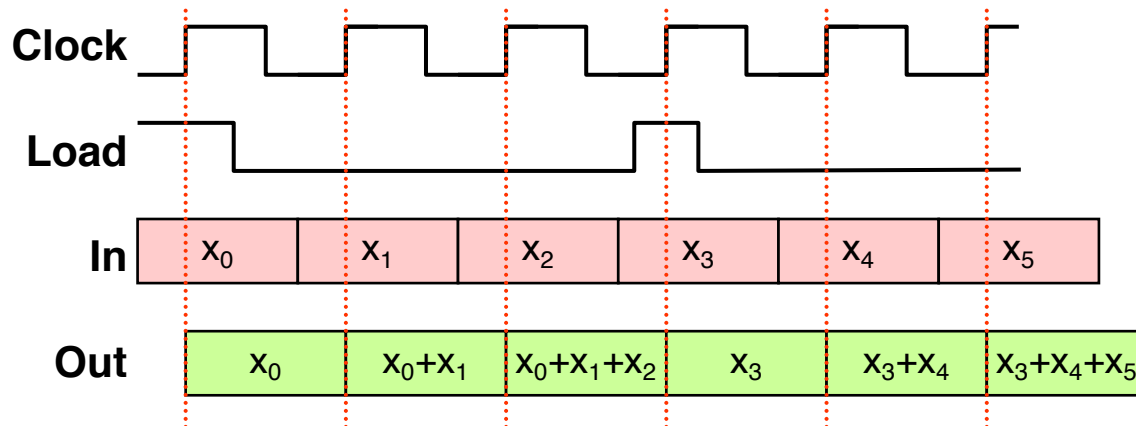 Clock
Load
In x₀ x₁ x₂ x₃ x₄ x₅
Out x₀ x₀+x₁ x₀+x₁+x₂ x₃ x₃+x₄ x₃+x₄+x₅